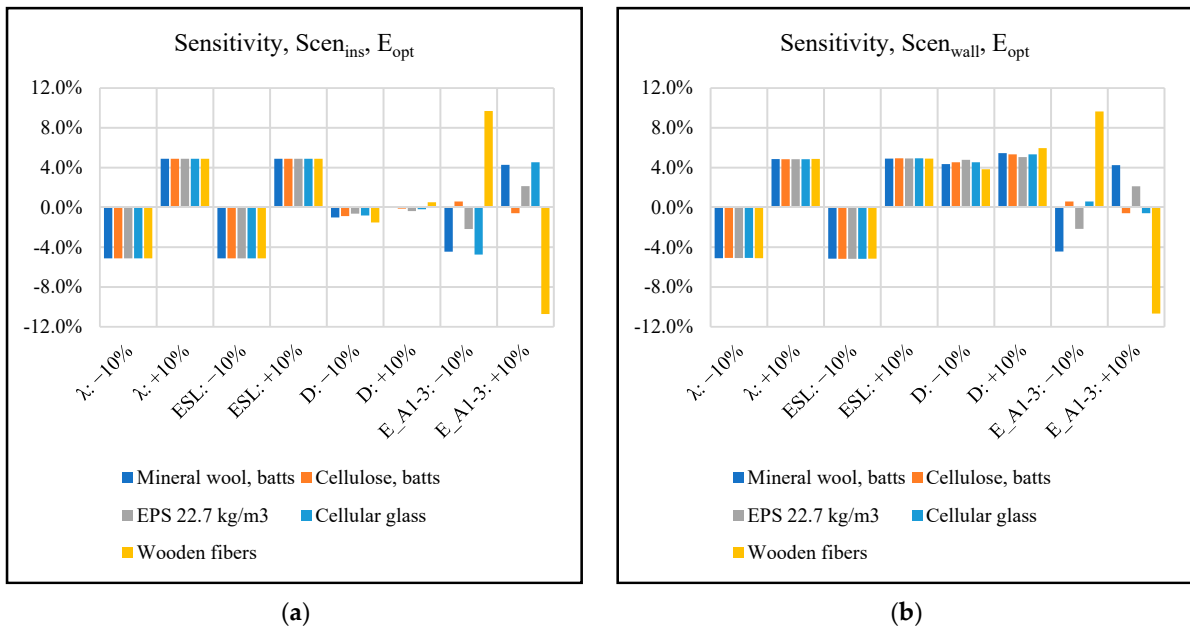 Sensitivity, Scenins, Eopt
12.0%
8.0%
4.0%
0.0%
-4.0%
-8.0%
-12.0%
λ: −10%
λ: +10%
ESL: −10%
ESL: +10%
D: −10%
D: +10%
E_A1-3: −10%
E_A1-3: +10%
Mineral wool, batts
Cellulose, batts
EPS 22.7 kg/m3
Cellular glass
Wooden fibers
(a)
Sensitivity, Scenwall, Eopt
12.0%
8.0%
4.0%
0.0%
-4.0%
-8.0%
-12.0%
λ: −10%
λ: +10%
ESL: −10%
ESL: +10%
D: −10%
D: +10%
E_A1-3: −10%
E_A1-3: +10%
Mineral wool, batts
Cellulose, batts
EPS 22.7 kg/m3
Cellular glass
Wooden fibers
(b)